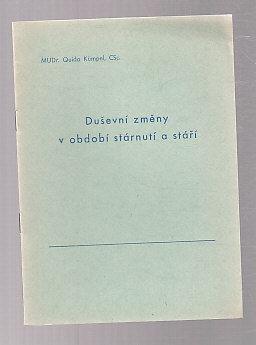 MUDr. Quido Kümpel, CSc.
Duševní změny
v období stárnutí a stáří